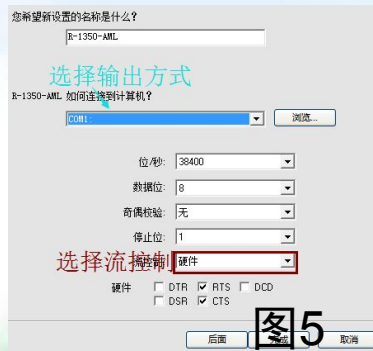 您希望新设置的名称是什么?
R-1350-AML
选择输出方式
R-1350-AML 如何连接到计算机?
COM1:
浏览...
位/秒: 38400
数据位: 8
奇偶校验: 无
停止位: 1
选择流控制
硬件
硬件 DTR RTS DCD
DSR CTS
图5
后面 完成 取消